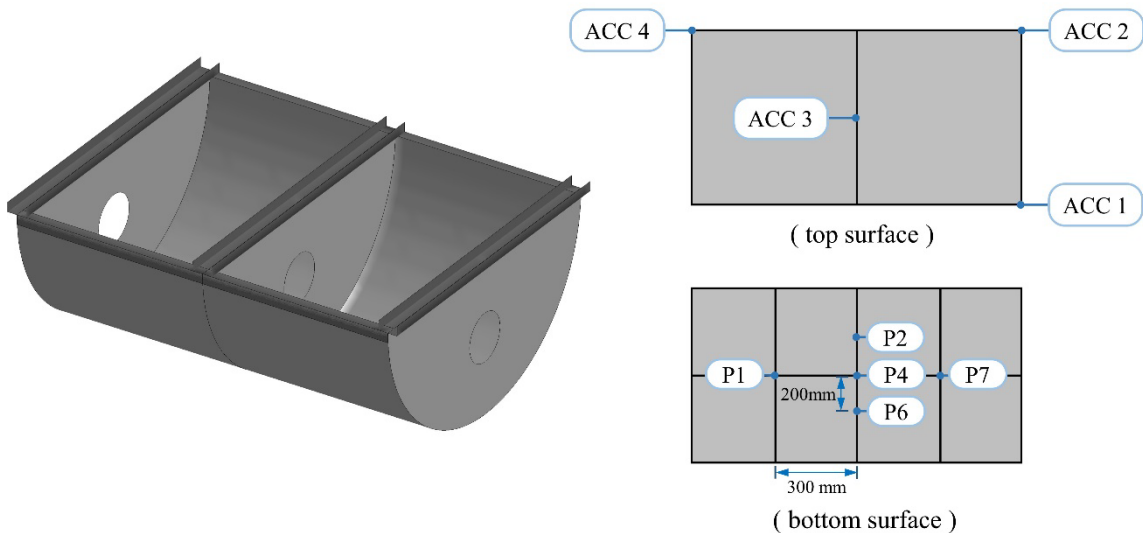 ACC 4
ACC 2
ACC 3
ACC 1
( top surface )
P2
P1
P4
P7
200mm
P6
300 mm
( bottom surface )